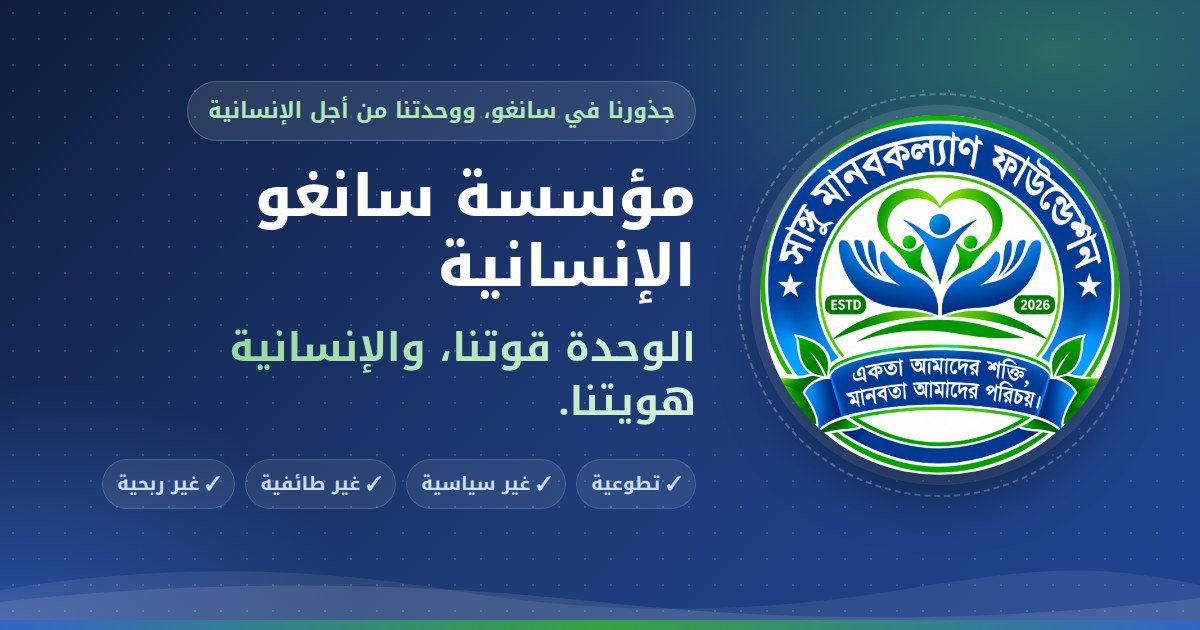 جذورنا في سانغو، ووحدتنا من أجل الإنسانية
مؤسسة سانغو
الإنسانية
الوحدة قوتنا، والإنسانية
هويتنا.
✓ تطوعية
✓ غير سياسية
✓ غير طائفية
✓ غير ربحية
সাঙ্গু মানবকল্যাণ ফাউন্ডেশন
ESTD 2026
একতা আমাদের শক্তি,
মানবতা আমাদের পরিচয়।